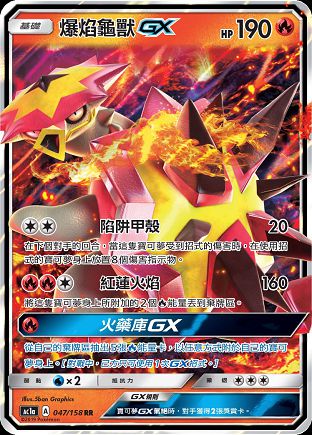 基礎 爆焰龜獸GX HP 190
陷阱甲殼 20
在下個對手的回合,當這隻寶可夢受到招式的傷害時,在使用招
式的寶可夢身上放置8個傷害指示物。
紅蓮火焰 160
將這隻寶可夢身上所附加的2個能量丟到棄牌區。
火藥庫GX
從自己的棄牌區抽出5張能量卡,以任意方式附於自己的寶可
夢身上。[對戰中,己方只可使用1次GX招式。]
弱點 ×2 抵抗力 撤退
Illus.5ban Graphics
GX規則
AC1a A 047/158 RR
寶可夢GX氣絕時,對手獲得2張獎賞卡。